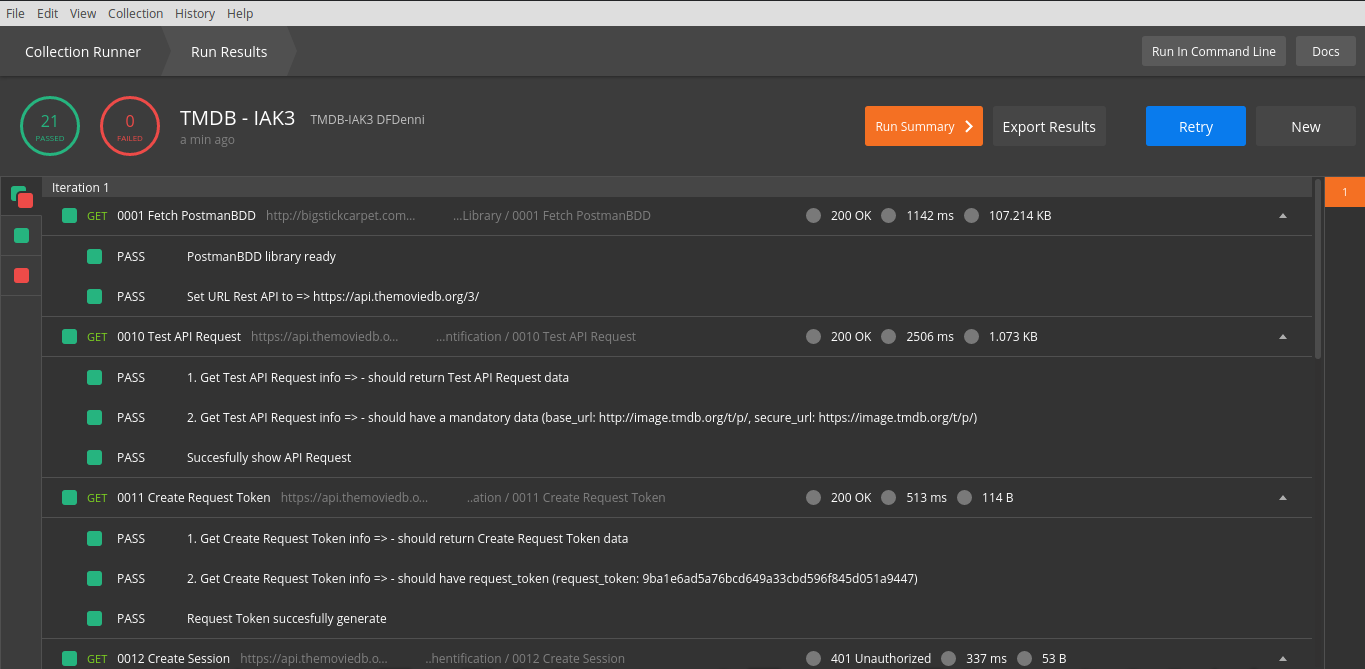 File Edit View Collection History Help
Collection Runner Run Results Run In Command Line Docs
21 PASSED 0 FAILED TMDB - IAK3 TMDB-IAK3 DFDenni a min ago Run Summary Export Results Retry New
Iteration 1 1
GET 0001 Fetch PostmanBDD http://bigstickcarpet.com... ...Library / 0001 Fetch PostmanBDD 200 OK 1142 ms 107.214 KB
PASS PostmanBDD library ready
PASS Set URL Rest API to => https://api.themoviedb.org/3/
GET 0010 Test API Request https://api.themoviedb.o... ...ntification / 0010 Test API Request 200 OK 2506 ms 1.073 KB
PASS 1. Get Test API Request info => - should return Test API Request data
PASS 2. Get Test API Request info => - should have a mandatory data (base_url: http://image.tmdb.org/t/p/, secure_url: https://image.tmdb.org/t/p/)
PASS Succesfully show API Request
GET 0011 Create Request Token https://api.themoviedb.o... ..ation / 0011 Create Request Token 200 OK 513 ms 114 B
PASS 1. Get Create Request Token info => - should return Create Request Token data
PASS 2. Get Create Request Token info => - should have request_token (request_token: 9ba1e6ad5a76bcd649a33cbd596f845d051a9447)
PASS Request Token succesfully generate
GET 0012 Create Session https://api.themoviedb.o... ..hentification / 0012 Create Session 401 Unauthorized 337 ms 53 B